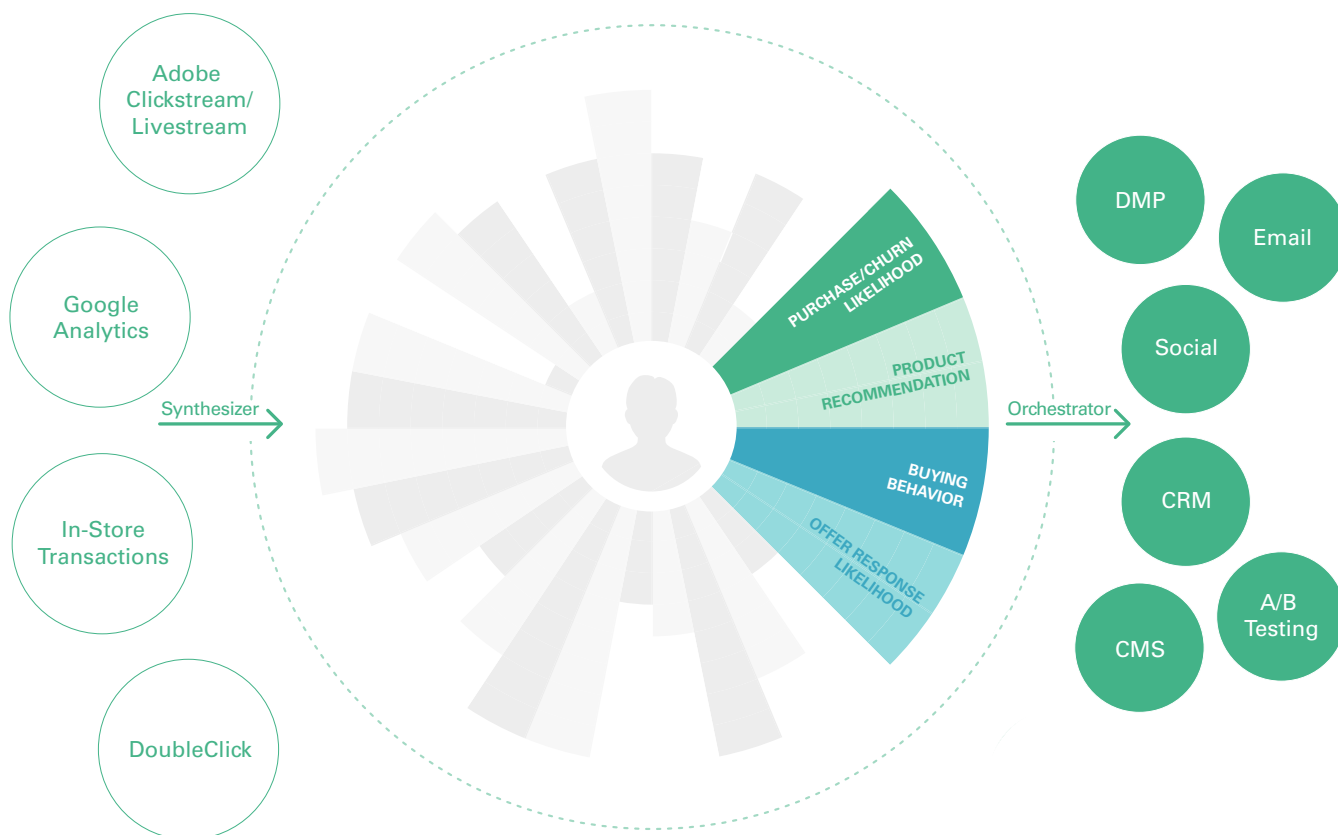 Adobe
Clickstream/
Livestream
Google
Analytics
Synthesizer
In-Store
Transactions
DoubleClick
PURCHASE/CHURN
LIKELIHOOD
PRODUCT
RECOMMENDATION
BUYING
BEHAVIOR
OFFER RESPONSE
LIKELIHOOD
Orchestrator
DMP
Email
Social
CRM
A/B
Testing
CMS